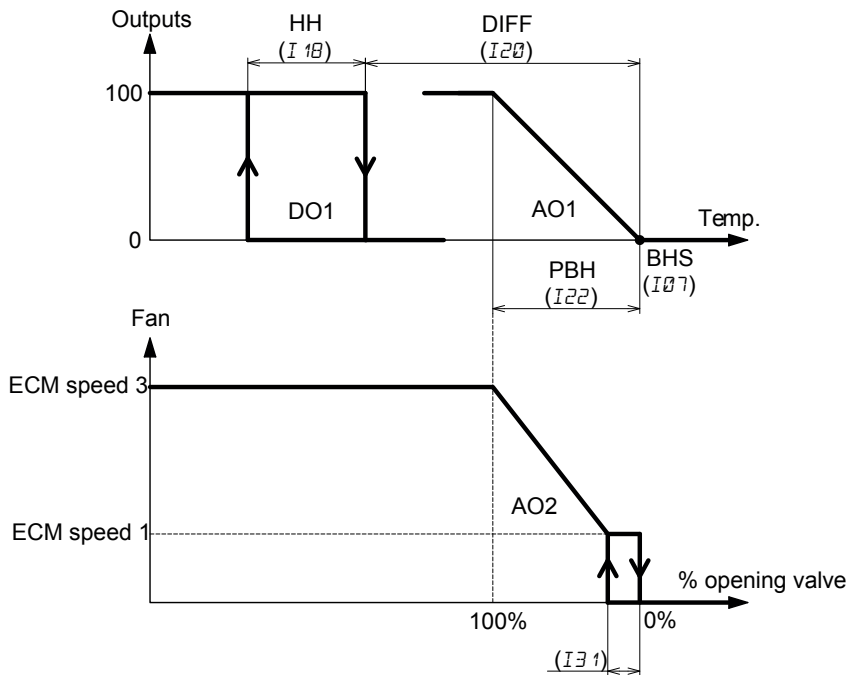 Outputs
HH
(I18)
DIFF
(I20)
100
DO1
AO1
Temp.
0
PBH
(I22)
BHS
(I07)
Fan
ECM speed 3
AO2
ECM speed 1
% opening valve
100%
0%
(I31)